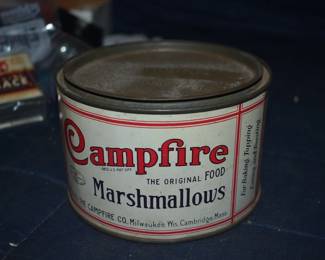 Campfire
THE ORIGINAL FOOD
Marshmallows
THE CAMPFIRE CO. Milwaukee Wis. Cambridge, Mass.
For Baking, Topping